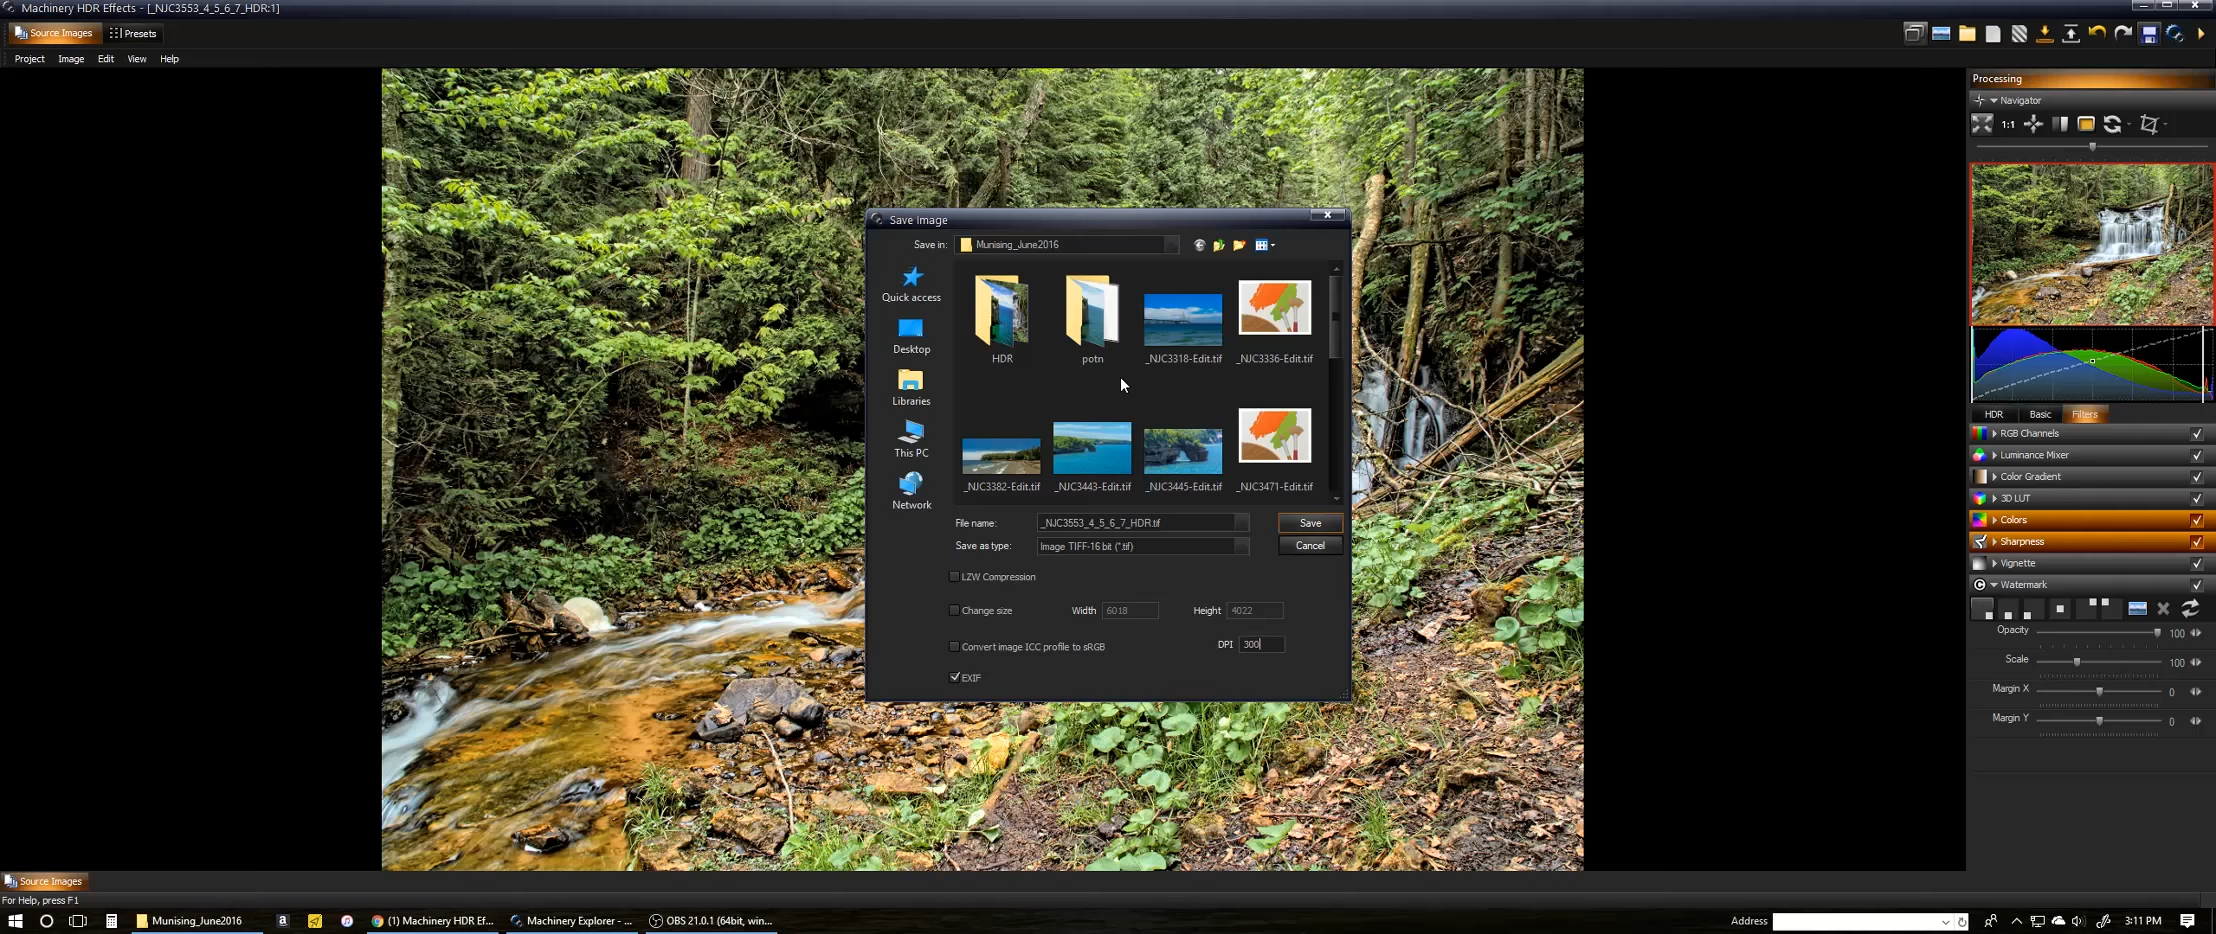 Machinery HDR Effects - [_NJC3553_4_5_6_7_HDR:1]
Source Images Presets
Project Image Edit View Help
Processing
Navigator
1:1
Save Image
Save in: Munising_June2016
Quick access
Desktop
Libraries
This PC
Network
HDR potn _NJC3318-Edit.tif _NJC3336-Edit.tif
_NJC3382-Edit.tif _NJC3443-Edit.tif _NJC3445-Edit.tif _NJC3471-Edit.tif
File name: _NJC3553_4_5_6_7_HDR.tif Save
Save as type: Image TIFF-16 bit (*.tif) Cancel
LZW Compression
Change size Width 6018 Height 4022
Convert image ICC profile to sRGB DPI 300
EXIF
HDR Basic Filters
RGB Channels
Luminance Mixer
Color Gradient
3D LUT
Colors
Sharpness
Vignette
Watermark
Opacity 100
Scale 100
Margin X 0
Margin Y 0
Source Images
For Help, press F1
Munising_June2016 (1) Machinery HDR Ef... Machinery Explorer - ... OBS 21.0.1 (64bit, win... Address 3:11 PM